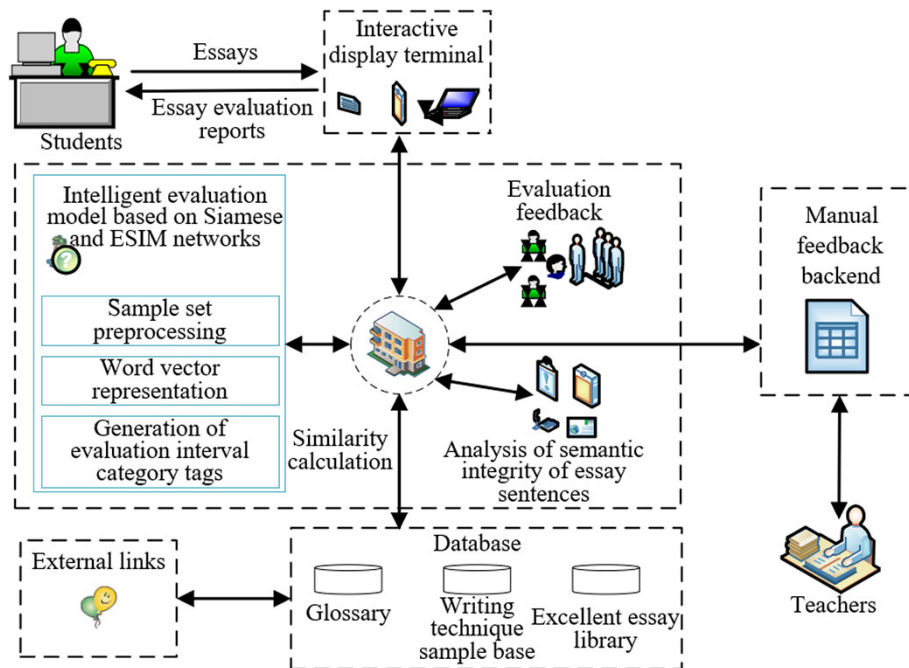 Essays
Essay evaluation
reports
Students
Interactive
display terminal
Intelligent evaluation
model based on Siamese
and ESIM networks
Sample set
preprocessing
Word vector
representation
Generation of
evaluation interval
category tags
Evaluation
feedback
Similarity
calculation
Analysis of semantic
integrity of essay
sentences
Manual
feedback
backend
Teachers
External links
Database
Glossary
Writing
technique
sample base
Excellent essay
library